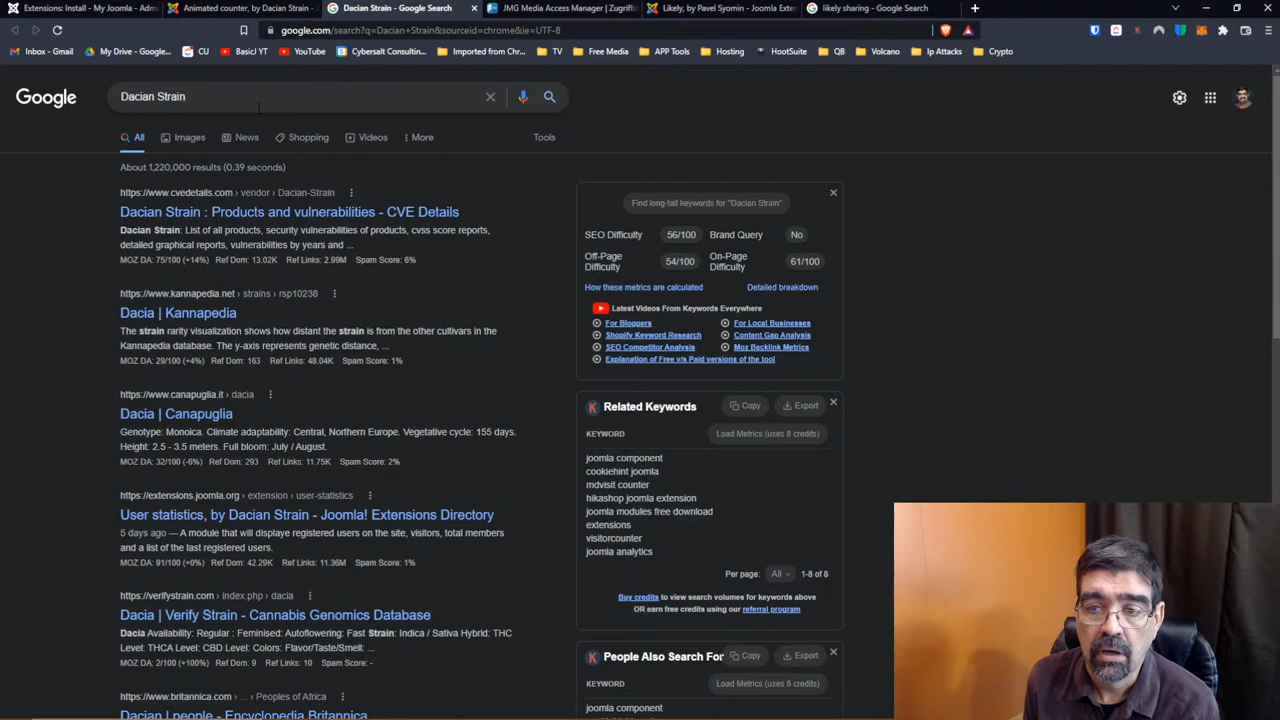 Extensions: Install - My Joomla - Adm
Animated counter, by Dacian Strain -
Dacian Strain - Google Search
JMG Media Access Manager | Zugriffs
Likely, by Pavel Syomin - Joomla Exten
likely sharing - Google Search
google.com/search?q=Dacian+Strain&sourceid=chrome&ie=UTF-8
Inbox - Gmail
My Drive - Google...
CU
Basic J YT
YouTube
Cybersalt Consulting...
Imported from Chr...
TV
Free Media
APP Tools
Hosting
HootSuite
QB
Volcano
Ip Attacks
Crypto
Google
Dacian Strain
All
Images
News
Shopping
Videos
More
Tools
About 1,220,000 results (0.39 seconds)
https://www.cvedetails.com › vendor › Dacian-Strain
Dacian Strain : Products and vulnerabilities - CVE Details
Dacian Strain: List of all products, security vulnerabilities of products, cvss score reports,
detailed graphical reports, vulnerabilities by years and ...
MOZ DA: 75/100 (+14%) Ref Dom: 13.02K Ref Links: 2.99M Spam Score: 6%
https://www.kannapedia.net › strains › rsp10238
Dacia | Kannapedia
The strain rarity visualization shows how distant the strain is from the other cultivars in the
Kannapedia database. The y-axis represents genetic distance, ...
MOZ DA: 29/100 (+4%) Ref Dom: 163 Ref Links: 48.04K Spam Score: 1%
https://www.canapuglia.it › dacia
Dacia | Canapuglia
Genotype: Monoica. Climate adaptability: Central, Northern Europe. Vegetative cycle: 155 days.
Height: 2.5 - 3.5 meters. Full bloom: July / August.
MOZ DA: 32/100 (-6%) Ref Dom: 293 Ref Links: 11.75K Spam Score: 2%
https://extensions.joomla.org › extension › user-statistics
User statistics, by Dacian Strain - Joomla! Extensions Directory
5 days ago — A module that will displaye registered users on the site, visitors, total members
and a list of the last registered users.
MOZ DA: 91/100 (+0%) Ref Dom: 42.29K Ref Links: 11.36M Spam Score: 1%
https://verifystrain.com › index.php › dacia
Dacia | Verify Strain - Cannabis Genomics Database
Dacia Availability: Regular : Feminised: Autoflowering: Fast Strain: Indica / Sativa Hybrid: THC
Level: THCA Level: CBD Level: Colors: Flavor/Taste/Smell: ...
MOZ DA: 2/100 (+100%) Ref Dom: 9 Ref Links: 10 Spam Score: -
https://www.britannica.com › ... › Peoples of Africa
Dacian | people - Encyclopedia Britannica
Find long-tail keywords for "Dacian Strain"
SEO Difficulty 56/100 Brand Query No
Off-Page Difficulty 54/100 On-Page Difficulty 61/100
How these metrics are calculated Detailed breakdown
Latest Videos From Keywords Everywhere
For Bloggers For Local Businesses
Shopify Keyword Research Content Gap Analysis
SEO Competitor Analysis Moz Backlink Metrics
Explanation of Free v/s Paid versions of the tool
Related Keywords Copy Export
KEYWORD Load Metrics (uses 8 credits)
joomla component
cookiehint joomla
mdvisit counter
hikashop joomla extension
joomla modules free download
extensions
visitorcounter
joomla analytics
Per page: All 1-8 of 8
Buy credits to view search volumes for keywords above
OR earn free credits using our referral program
People Also Search For Copy Export
KEYWORD Load Metrics (uses 6 credits)
joomla component